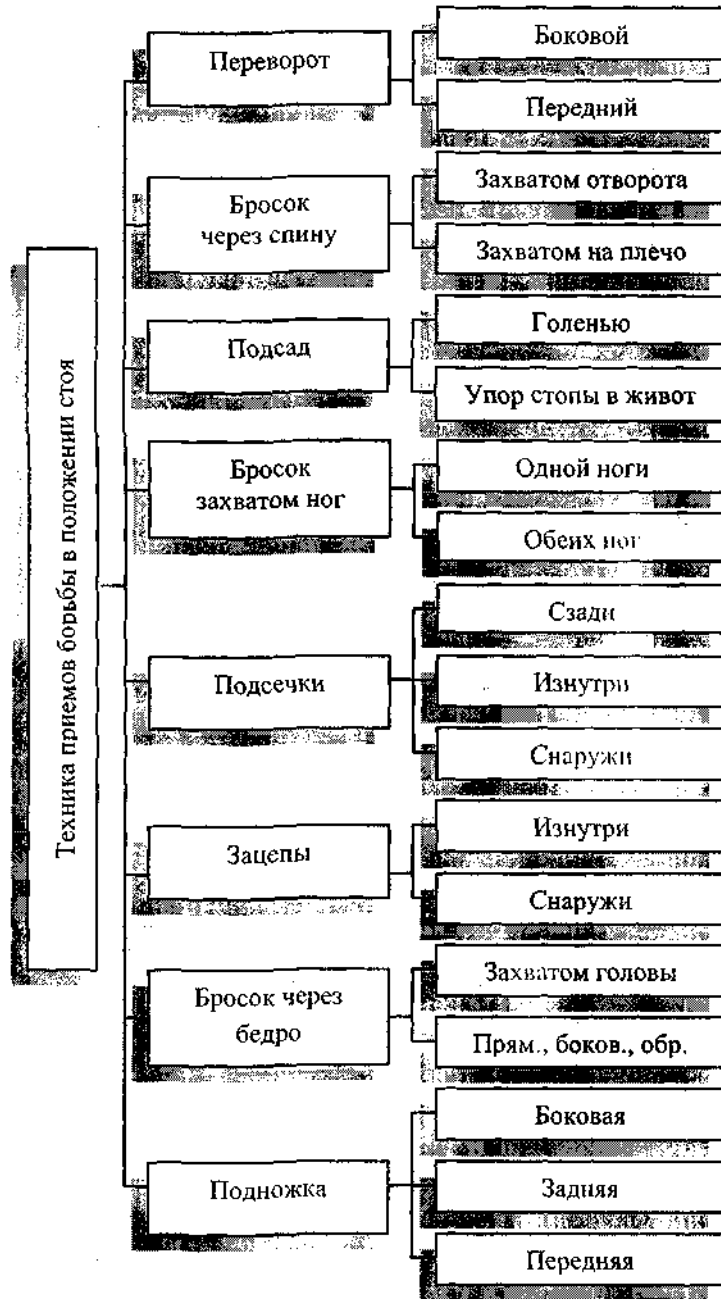 Техника приемов борьбы в положении стоя
Переворот
Боковой
Передний
Бросок
через спину
Захватом отворота
Захватом на плечо
Подсад
Голенью
Упор стопы в живот
Бросок
захватом ног
Одной ноги
Обеих ног
Подсечки
Сзади
Изнутри
Снаружи
Зацепы
Изнутри
Снаружи
Бросок через
бедро
Захватом головы
Прям., боков., обр.
Подножка
Боковая
Задняя
Передняя